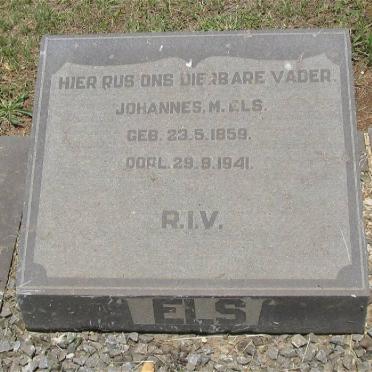 HIER RUS ONS DIERBARE VADER
JOHANNES. M. ELS.
GEB. 23.5.1859.
OORL. 29.9.1941.
R.I.V.
ELS